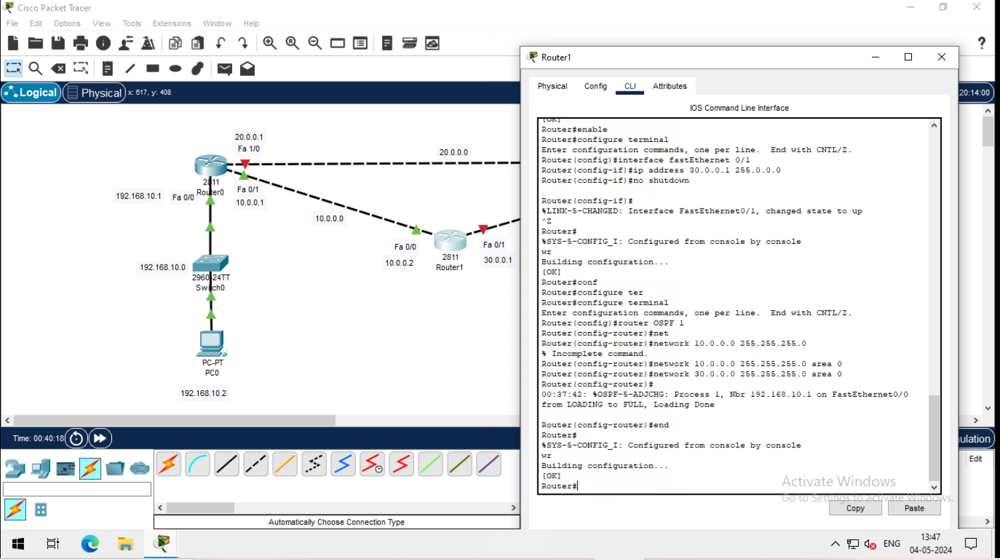 Cisco Packet Tracer
File Edit Options View Tools Extensions Window Help
Logical Physical x: 617, y: 408
20:14:00
20.0.0.1
Fa 1/0
20.0.0.0
2811
Router0
192.168.10.1
Fa 0/0
Fa 0/1
10.0.0.1
10.0.0.0
Fa 0/0
10.0.0.2
2811
Router1
Fa 0/1
30.0.0.1
192.168.10.0
2960-24TT
Switch0
PC-PT
PC0
192.168.10.2
Router1
Physical Config CLI Attributes
IOS Command Line Interface
[OK]
Router#enable
Router#configure terminal
Enter configuration commands, one per line. End with CNTL/Z.
Router(config)#interface fastEthernet 0/1
Router(config-if)#ip address 30.0.0.1 255.0.0.0
Router(config-if)#no shutdown
Router(config-if)#
%LINK-5-CHANGED: Interface FastEthernet0/1, changed state to up
^Z
Router#
%SYS-5-CONFIG_I: Configured from console by console
wr
Building configuration...
[OK]
Router#conf
Router#configure ter
Router#configure terminal
Enter configuration commands, one per line. End with CNTL/Z.
Router(config)#router OSPF 1
Router(config-router)#net
Router(config-router)#network 10.0.0.0 255.255.255.0
% Incomplete command.
Router(config-router)#network 10.0.0.0 255.255.255.0 area 0
Router(config-router)#network 30.0.0.0 255.255.255.0 area 0
Router(config-router)#
00:37:42: %OSPF-5-ADJCHG: Process 1, Nbr 192.168.10.1 on FastEthernet0/0
from LOADING to FULL, Loading Done
Router(config-router)#end
Router#
%SYS-5-CONFIG_I: Configured from console by console
wr
Building configuration...
[OK]
Router#
Copy Paste
Activate Windows
Go to Settings to activate Windows.
Time: 00:40:18
ulation
Edit
Automatically Choose Connection Type
ENG
13:47
04-05-2024